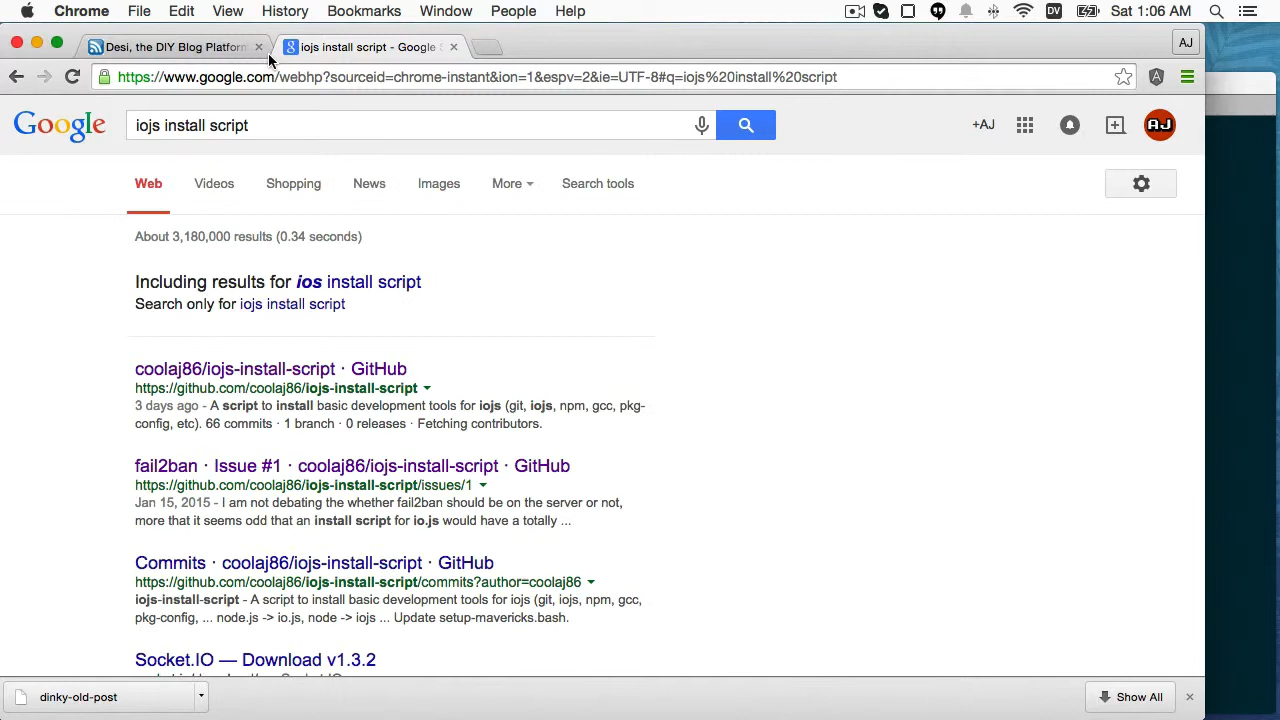 Chrome File Edit View History Bookmarks Window People Help DV Sat 1:06 AM
Desi, the DIY Blog Platform iojs install script - Google S AJ
https://www.google.com/webhp?sourceid=chrome-instant&ion=1&espv=2&ie=UTF-8#q=iojs%20install%20script
Google iojs install script +AJ AJ
Web Videos Shopping News Images More Search tools
About 3,180,000 results (0.34 seconds)
Including results for ios install script
Search only for iojs install script
coolaj86/iojs-install-script · GitHub
https://github.com/coolaj86/iojs-install-script
3 days ago - A script to install basic development tools for iojs (git, iojs, npm, gcc, pkg-
config, etc). 66 commits · 1 branch · 0 releases · Fetching contributors.
fail2ban · Issue #1 · coolaj86/iojs-install-script · GitHub
https://github.com/coolaj86/iojs-install-script/issues/1
Jan 15, 2015 - I am not debating the whether fail2ban should be on the server or not,
more that it seems odd that an install script for io.js would have a totally ...
Commits · coolaj86/iojs-install-script · GitHub
https://github.com/coolaj86/iojs-install-script/commits?author=coolaj86
iojs-install-script - A script to install basic development tools for iojs (git, iojs, npm, gcc,
pkg-config, ... node.js -> io.js, node -> iojs ... Update setup-mavericks.bash.
Socket.IO — Download v1.3.2
dinky-old-post Show All